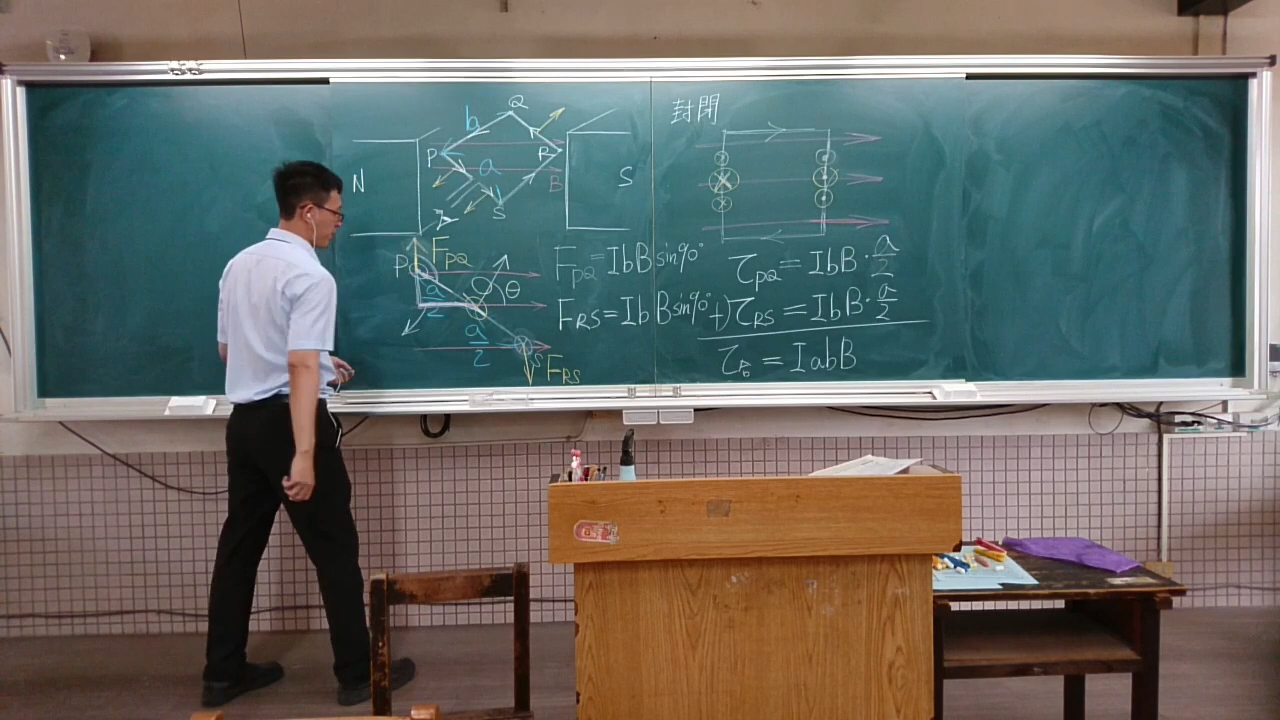 封閉
Q
b
P
R
a
B
N
S
S
F_PQ
P
F_PQ = IbB sin90°
τ_PQ = IbB · a/2
θ
a/2
F_RS = IbB sin90°
+) τ_RS = IbB · a/2
a/2
S
F_RS
= IabB